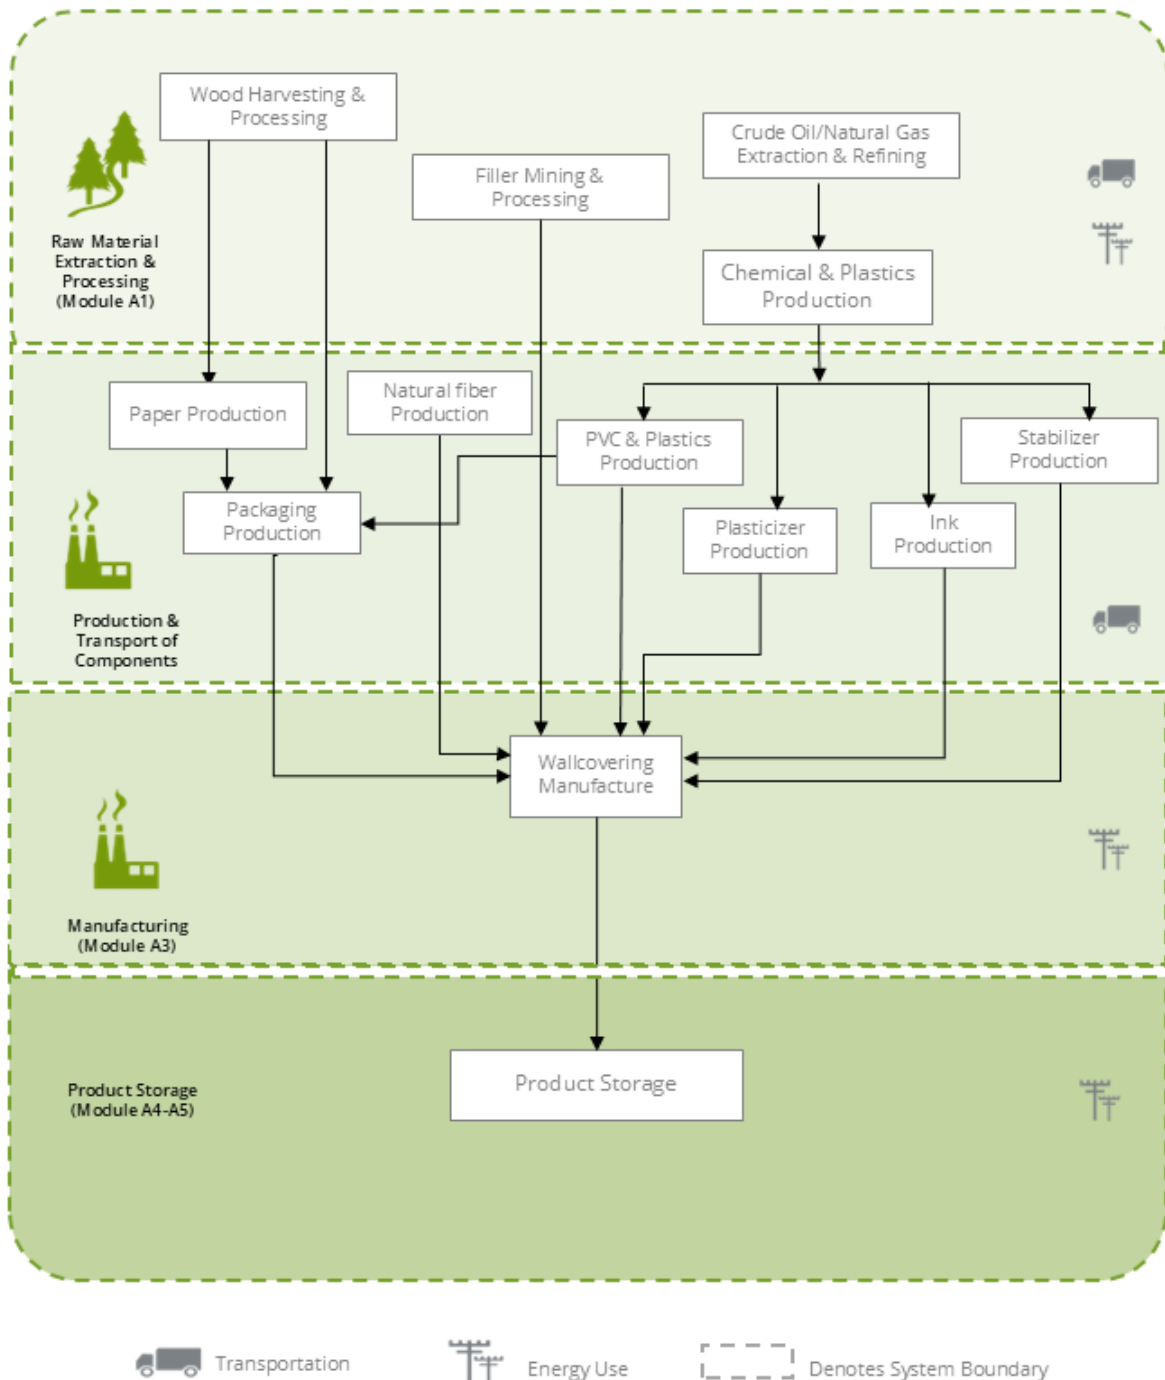 Wood Harvesting &
Processing
Crude Oil/Natural Gas
Extraction & Refining
Filler Mining &
Processing
Raw Material
Extraction &
Processing
(Module A1)
Chemical & Plastics
Production
Paper Production
Natural fiber
Production
PVC & Plastics
Production
Stabilizer
Production
Packaging
Production
Plasticizer
Production
Ink
Production
Production &
Transport of
Components
Wallcovering
Manufacture
Manufacturing
(Module A3)
Product Storage
(Module A4-A5)
Product Storage
Transportation
Energy Use
Denotes System Boundary